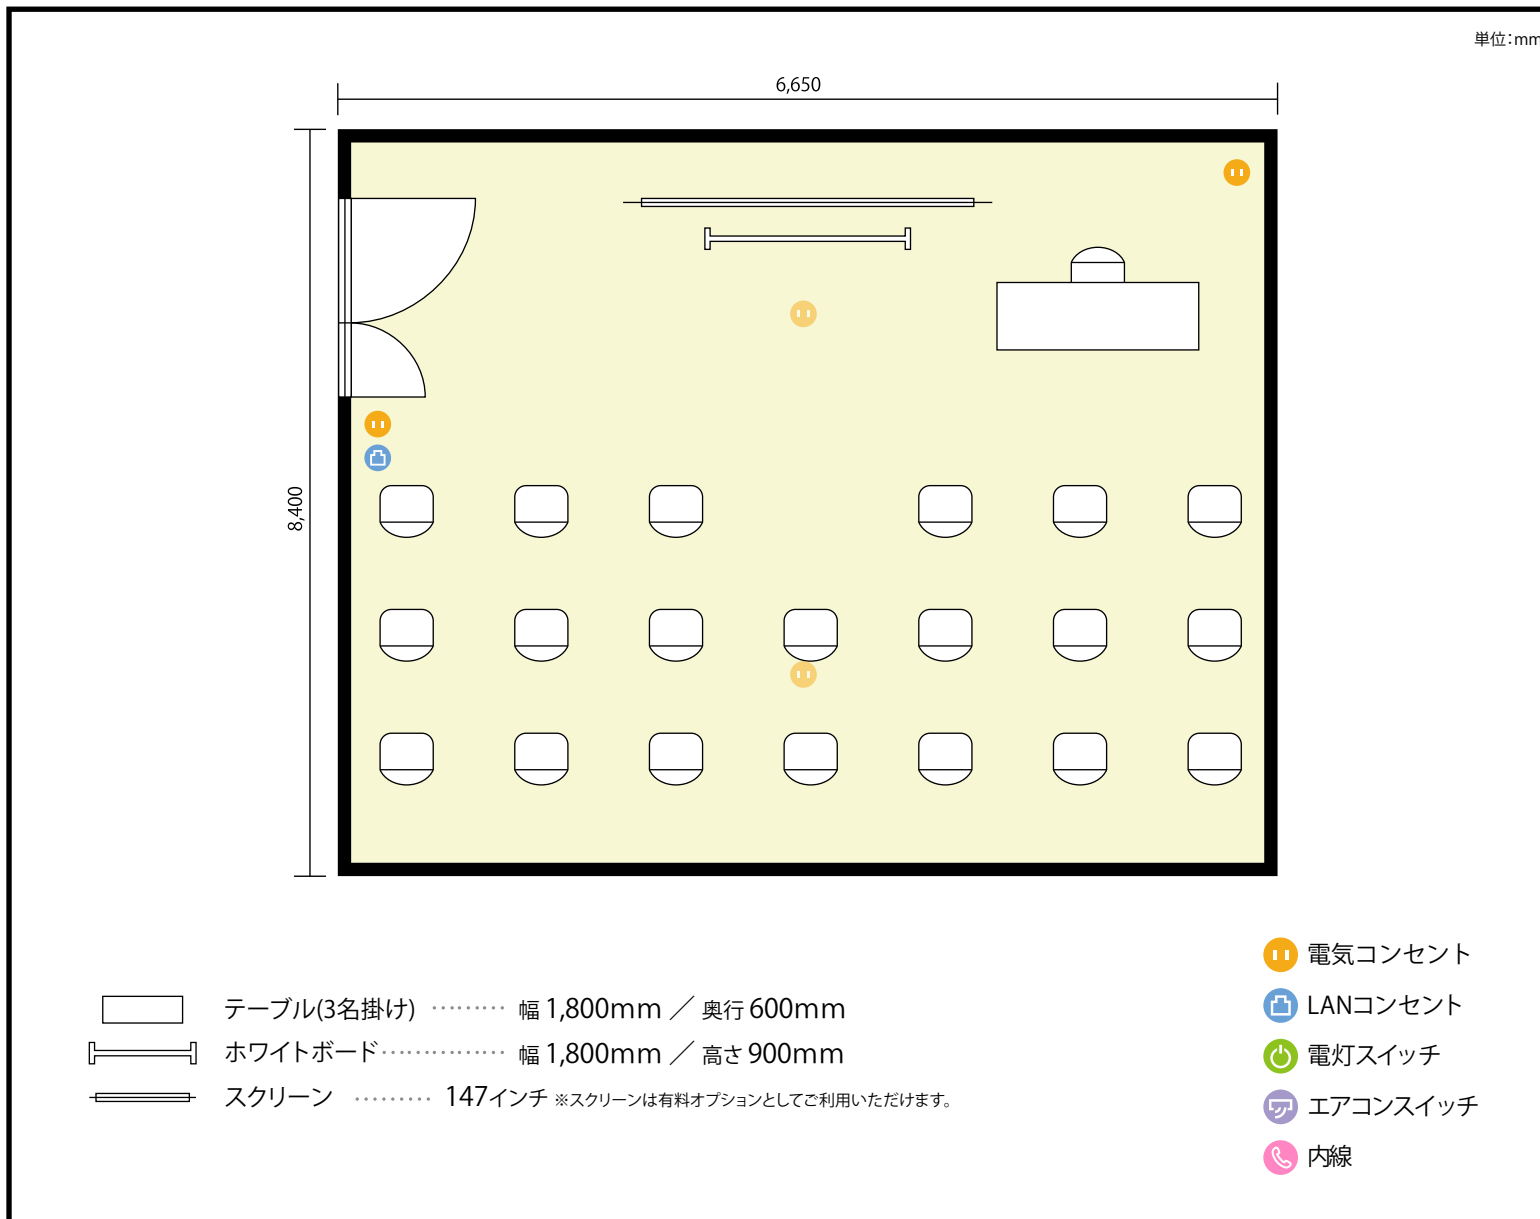 単位：mm
6,650
8,400
テーブル(3名掛け) ⋯⋯⋯ 幅 1,800mm ／ 奥行 600mm
ホワイトボード⋯⋯⋯⋯⋯ 幅 1,800mm ／ 高さ 900mm
スクリーン ⋯⋯⋯ 147インチ ※スクリーンは有料オプションとしてご利用いただけます。
電気コンセント
LANコンセント
電灯スイッチ
エアコンスイッチ
内線